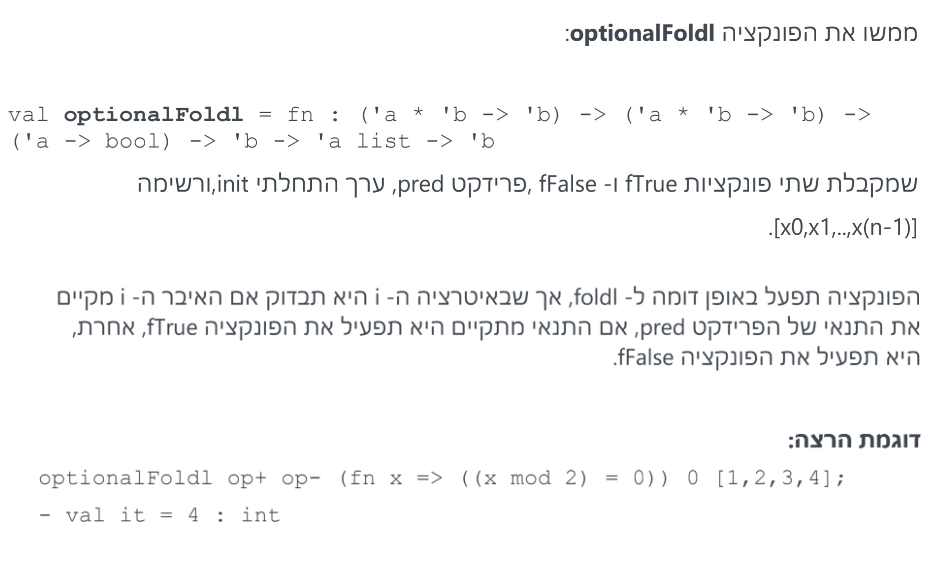 ממשו את הפונקציה optionalFoldl:
val optionalFoldl = fn : ('a * 'b -> 'b) -> ('a * 'b -> 'b) ->
('a -> bool) -> 'b -> 'a list -> 'b
שמקבלת שתי פונקציות fTrue ו- fFalse ,פרידקט pred, ערך התחלתי init,ורשימה
[x0,x1,..,x(n-1)].
הפונקציה תפעל באופן דומה ל- foldl, אך שבאיטרציה ה- i היא תבדוק אם האיבר ה- i מקיים
את התנאי של הפרידקט pred, אם התנאי מתקיים היא תפעיל את הפונקציה fTrue, אחרת,
היא תפעיל את הפונקציה fFalse.
דוגמת הרצה:
optionalFoldl op+ op- (fn x => ((x mod 2) = 0)) 0 [1,2,3,4];
- val it = 4 : int